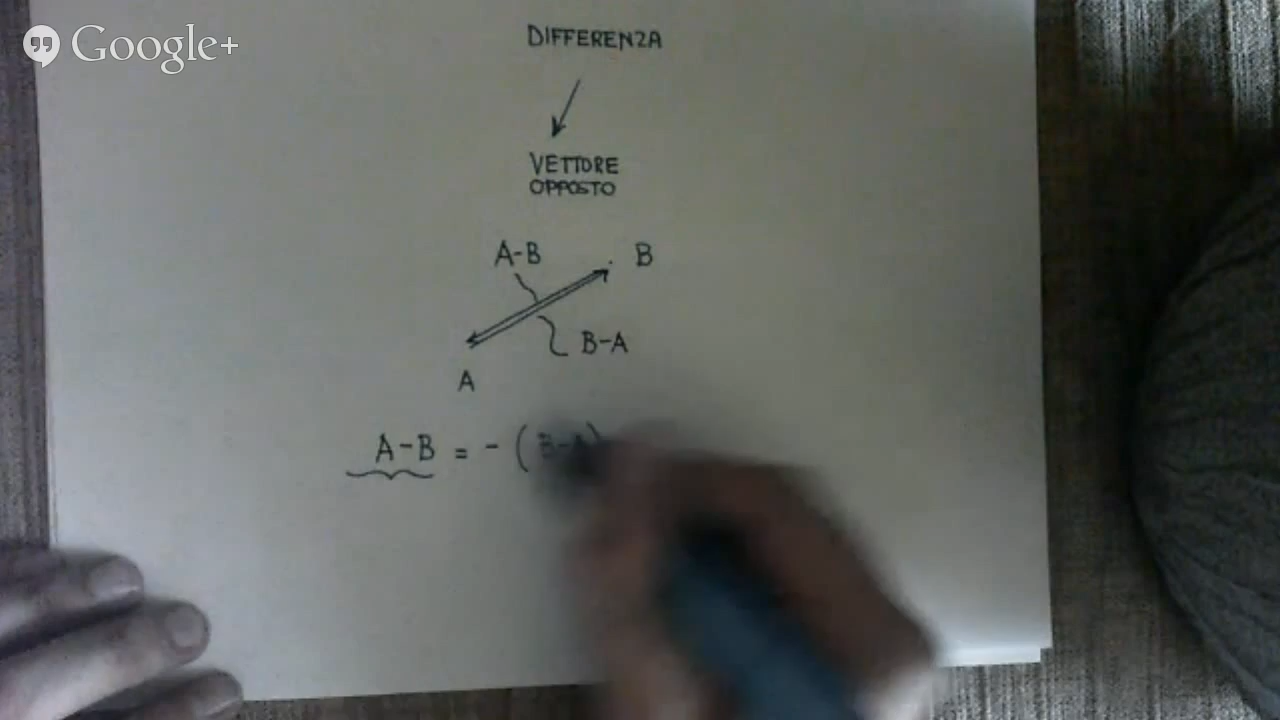 Google+
DIFFERENZA
VETTORE
OPPOSTO
A-B
B
B-A
A
A-B = - (B-A)